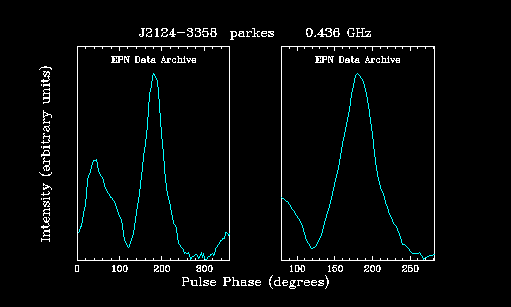 J2124-3358 parkes 0.436 GHz
EPN Data Archive EPN Data Archive
Intensity (arbitrary units)
0 100 200 300 100 150 200 250
Pulse Phase (degrees)